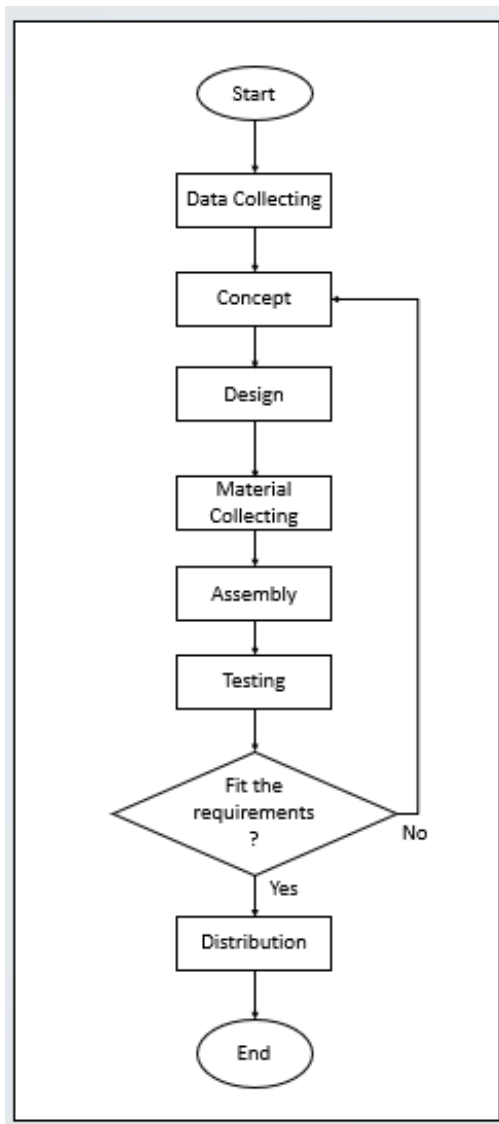 Start
Data Collecting
Concept
Design
Material
Collecting
Assembly
Testing
Fit the
requirements
?
No
Yes
Distribution
End